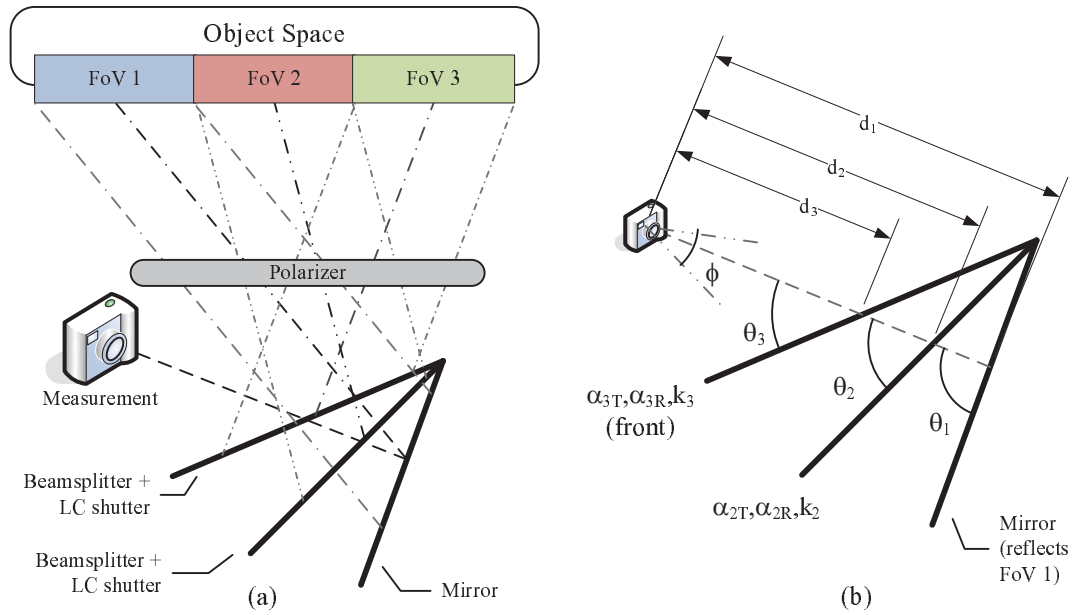 Object Space
FoV 1
FoV 2
FoV 3
Polarizer
Measurement
Beamsplitter +
LC shutter
Beamsplitter +
LC shutter
Mirror
(a)
d₁
d₂
d₃
ϕ
θ₃
θ₂
θ₁
α₃T,α₃R,k₃
(front)
α₂T,α₂R,k₂
Mirror
(reflects
FoV 1)
(b)